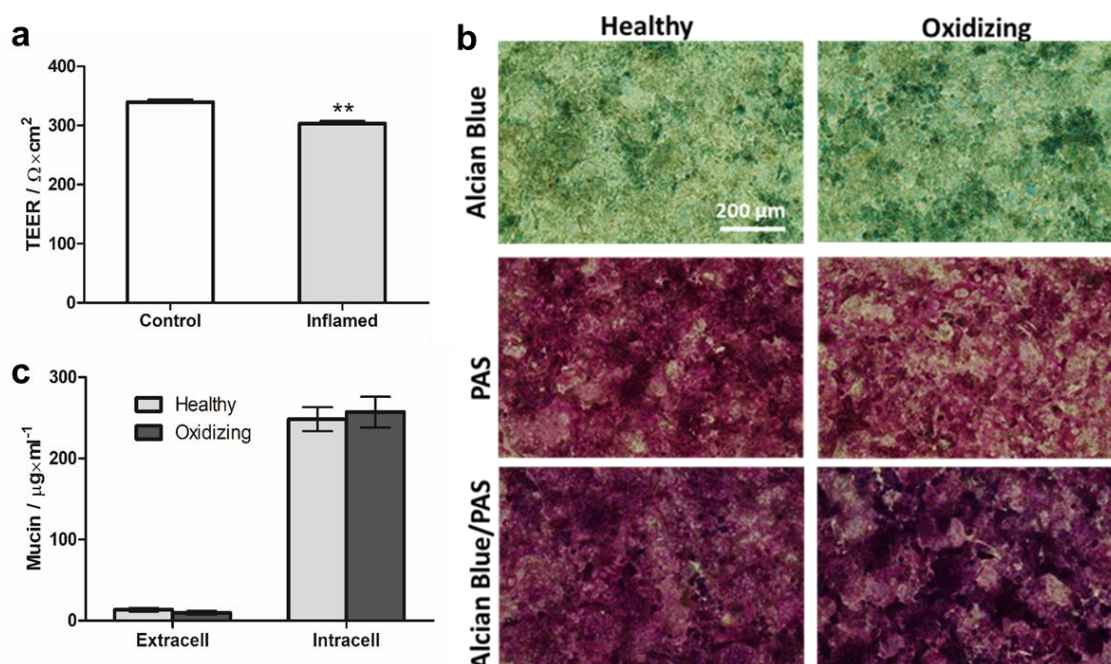 a
TEER / Ω×cm²
400
300
200
100
0
**
Control
Inflamed
b
Healthy
Oxidizing
Alcian Blue
200 µm
PAS
Alcian Blue/PAS
c
Mucin / µg×ml⁻¹
300
200
100
0
Healthy
Oxidizing
Extracell
Intracell